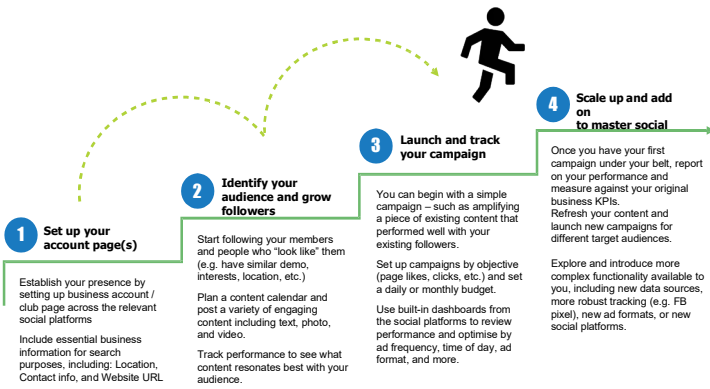 1
Set up your
account page(s)
Establish your presence by
setting up business account /
club page across the relevant
social platforms
Include essential business
information for search
purposes, including: Location,
Contact info, and Website URL
2
Identify your
audience and grow
followers
Start following your members
and people who “look like” them
(e.g. have similar demo,
interests, location, etc.)
Plan a content calendar and
post a variety of engaging
content including text, photo,
and video.
Track performance to see what
content resonates best with your
audience.
3
Launch and track
your campaign
You can begin with a simple
campaign – such as amplifying
a piece of existing content that
performed well with your
existing followers.
Set up campaigns by objective
(page likes, clicks, etc.) and set
a daily or monthly budget.
Use built-in dashboards from
the social platforms to review
performance and optimise by
ad frequency, time of day, ad
format, and more.
4
Scale up and add
on
to master social
Once you have your first
campaign under your belt, report
on your performance and
measure against your original
business KPIs.
Refresh your content and
launch new campaigns for
different target audiences.
Explore and introduce more
complex functionality available to
you, including new data sources,
more robust tracking (e.g. FB
pixel), new ad formats, or new
social platforms.